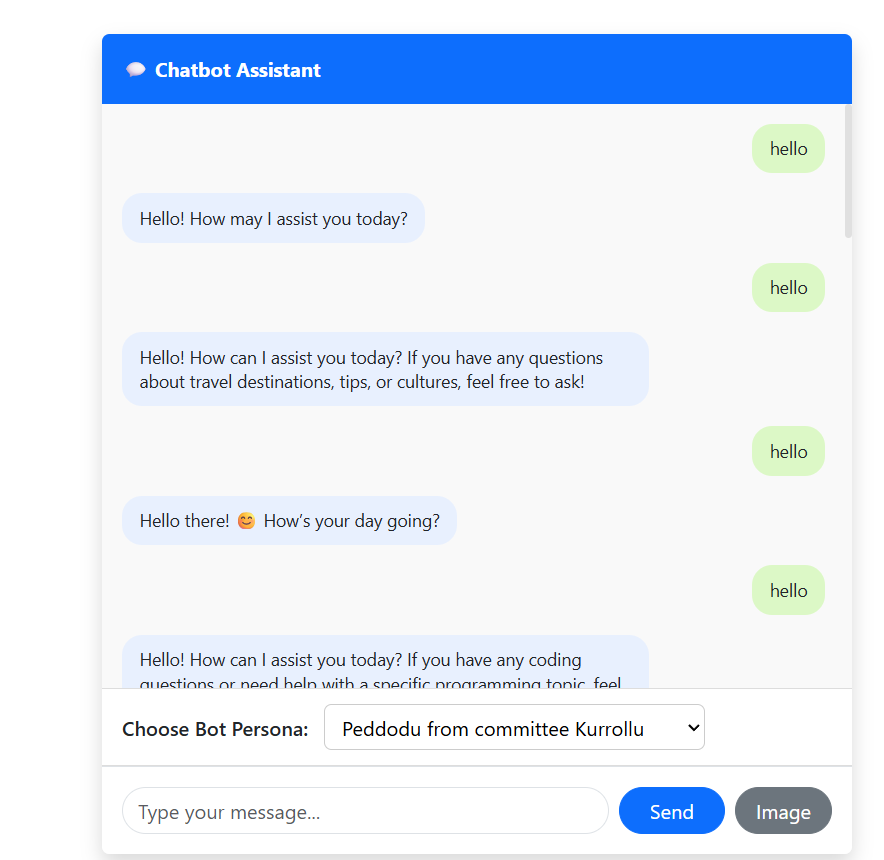 💬 Chatbot Assistant
hello
Hello! How may I assist you today?
hello
Hello! How can I assist you today? If you have any questions
about travel destinations, tips, or cultures, feel free to ask!
hello
Hello there! 😊 How's your day going?
hello
Hello! How can I assist you today? If you have any coding
questions or need help with a specific programming topic, feel
Choose Bot Persona: Peddodu from committee Kurrollu
Type your message... Send Image